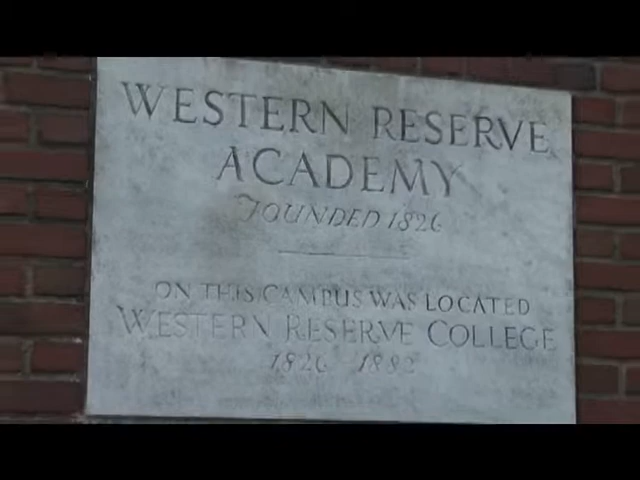 WESTERN RESERVE
ACADEMY
FOUNDED 1826
ON THIS CAMPUS WAS LOCATED
WESTERN RESERVE COLLEGE
1826 1882